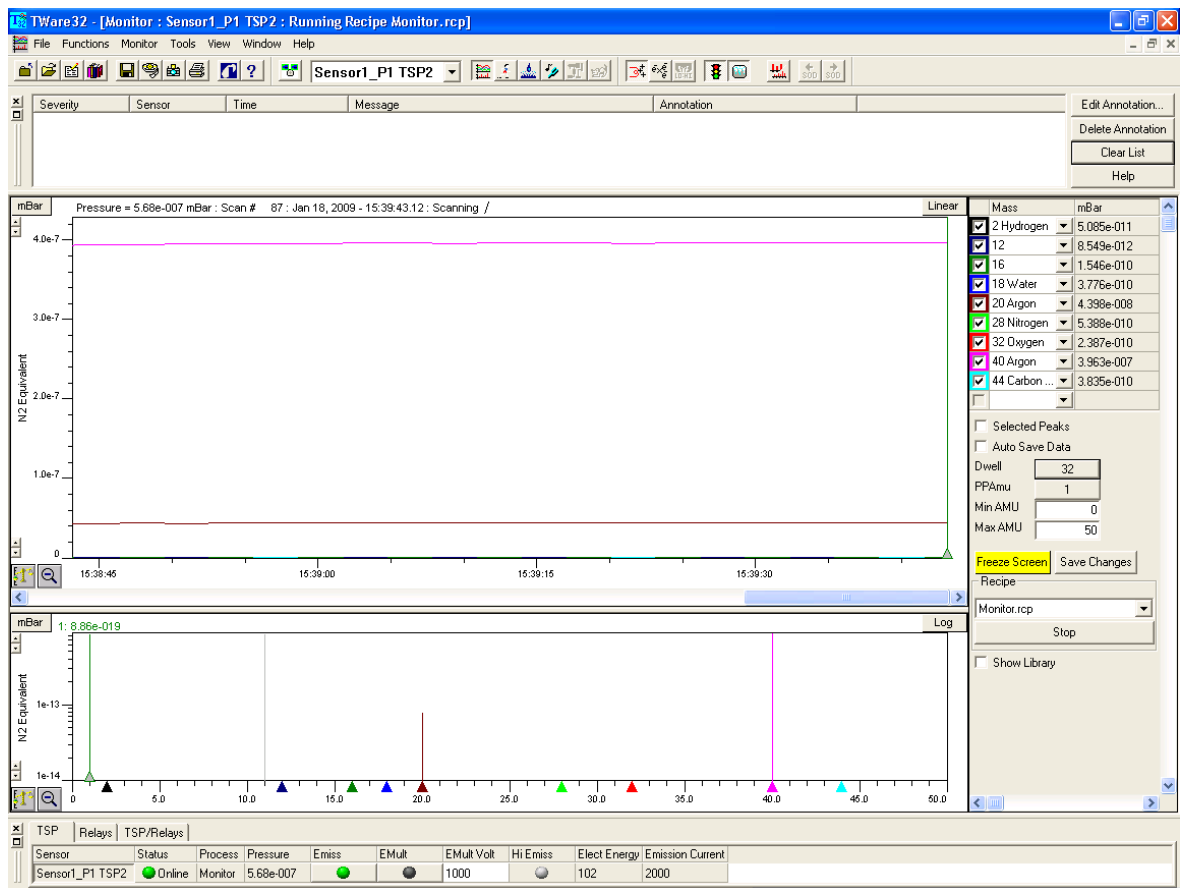 TWare32 - [Monitor : Sensor1_P1 TSP2 : Running Recipe Monitor.rcp]
File Functions Monitor Tools View Window Help
Sensor1_P1 TSP2
SOD SOD
Severity Sensor Time Message Annotation
Edit Annotation...
Delete Annotation
Clear List
Help
mBar Pressure = 5.68e-007 mBar : Scan # 87 : Jan 18, 2009 - 15:39:43.12 : Scanning / Linear
4.0e-7
3.0e-7
2.0e-7
1.0e-7
0
N2 Equivalent
15:38:45 15:39:00 15:39:15 15:39:30
mBar 1: 8.86e-019 Log
1e-13
1e-14
N2 Equivalent
0 5.0 10.0 15.0 20.0 25.0 30.0 35.0 40.0 45.0 50.0
Mass mBar
2 Hydrogen 5.085e-011
12 8.549e-012
16 1.546e-010
18 Water 3.776e-010
20 Argon 4.398e-008
28 Nitrogen 5.388e-010
32 Oxygen 2.387e-010
40 Argon 3.963e-007
44 Carbon ... 3.835e-010
Selected Peaks
Auto Save Data
Dwell 32
PPAmu 1
Min AMU 0
Max AMU 50
Freeze Screen Save Changes
Recipe
Monitor.rcp
Stop
Show Library
TSP Relays TSP/Relays
Sensor Status Process Pressure Emiss EMult EMult Volt Hi Emiss Elect Energy Emission Current
Sensor1_P1 TSP2 Online Monitor 5.68e-007 1000 102 2000